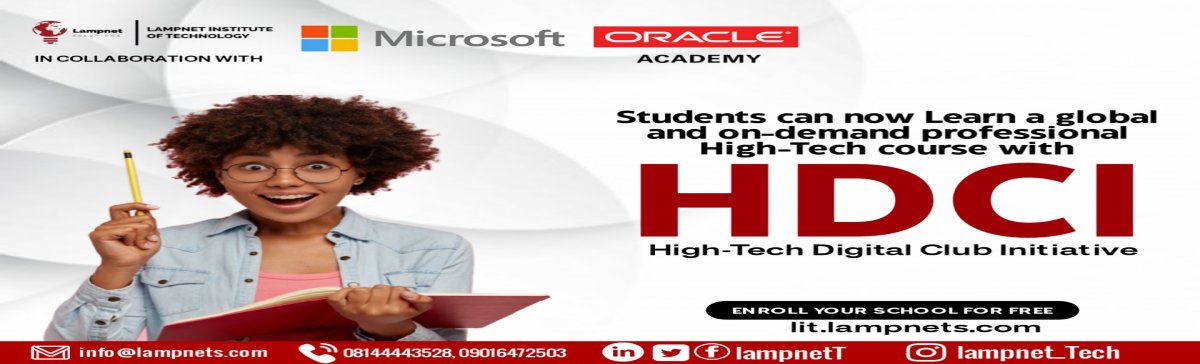 Lampnet
SOLUTIONS
LAMPNET INSTITUTE
OF TECHNOLOGY
IN COLLABORATION WITH
Microsoft
ORACLE
ACADEMY
Students can now Learn a global
and on-demand professional
High-Tech course with
HDCI
High-Tech Digital Club Initiative
ENROLL YOUR SCHOOL FOR FREE
lit.lampnets.com
info@lampnets.com
08144443528, 09016472503
lampnetT
lampnet_Tech